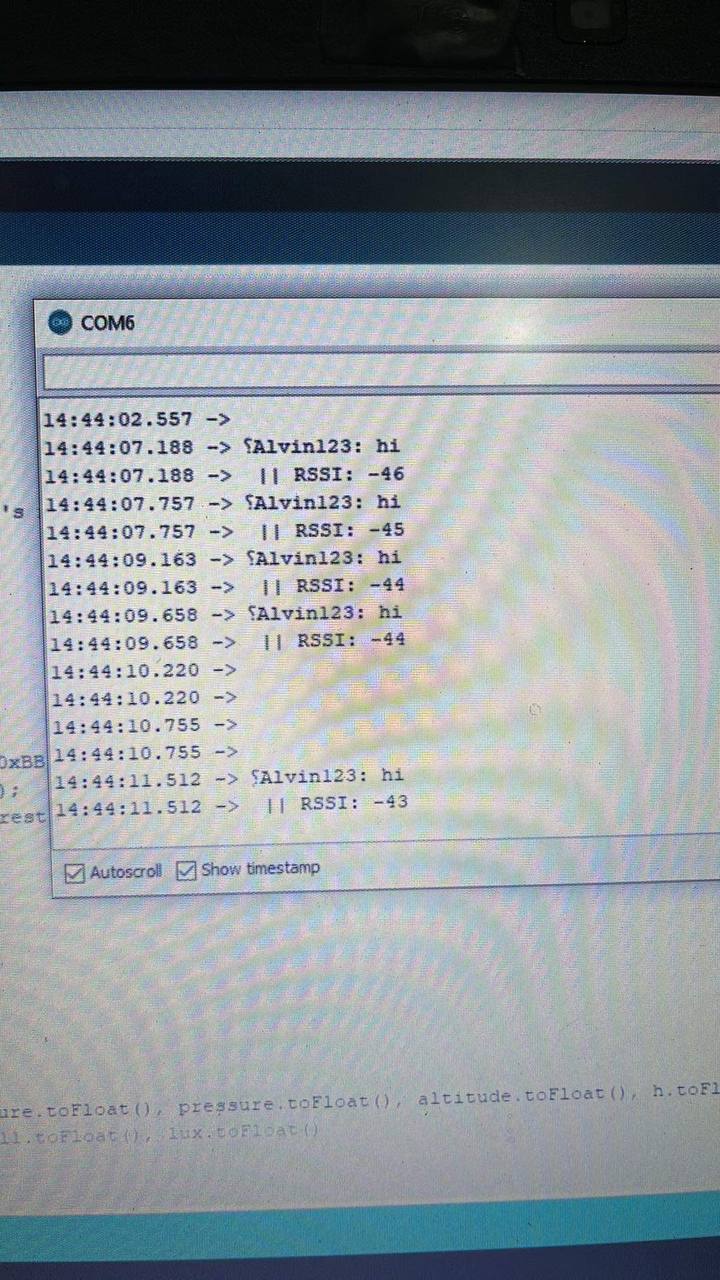 COM6
14:44:02.557 ->
14:44:07.188 -> ⸮Alvin123: hi
14:44:07.188 -> || RSSI: -46
's
14:44:07.757 -> ⸮Alvin123: hi
14:44:07.757 -> || RSSI: -45
14:44:09.163 -> ⸮Alvin123: hi
14:44:09.163 -> || RSSI: -44
14:44:09.658 -> ⸮Alvin123: hi
14:44:09.658 -> || RSSI: -44
14:44:10.220 ->
14:44:10.220 ->
14:44:10.755 ->
14:44:10.755 ->
0xBB
14:44:11.512 -> ⸮Alvin123: hi
);
14:44:11.512 -> || RSSI: -43
rest
Autoscroll Show timestamp
ure.toFloat(), pressure.toFloat(), altitude.toFloat(), h.toFl
ll.toFloat(), lux.toFloat()